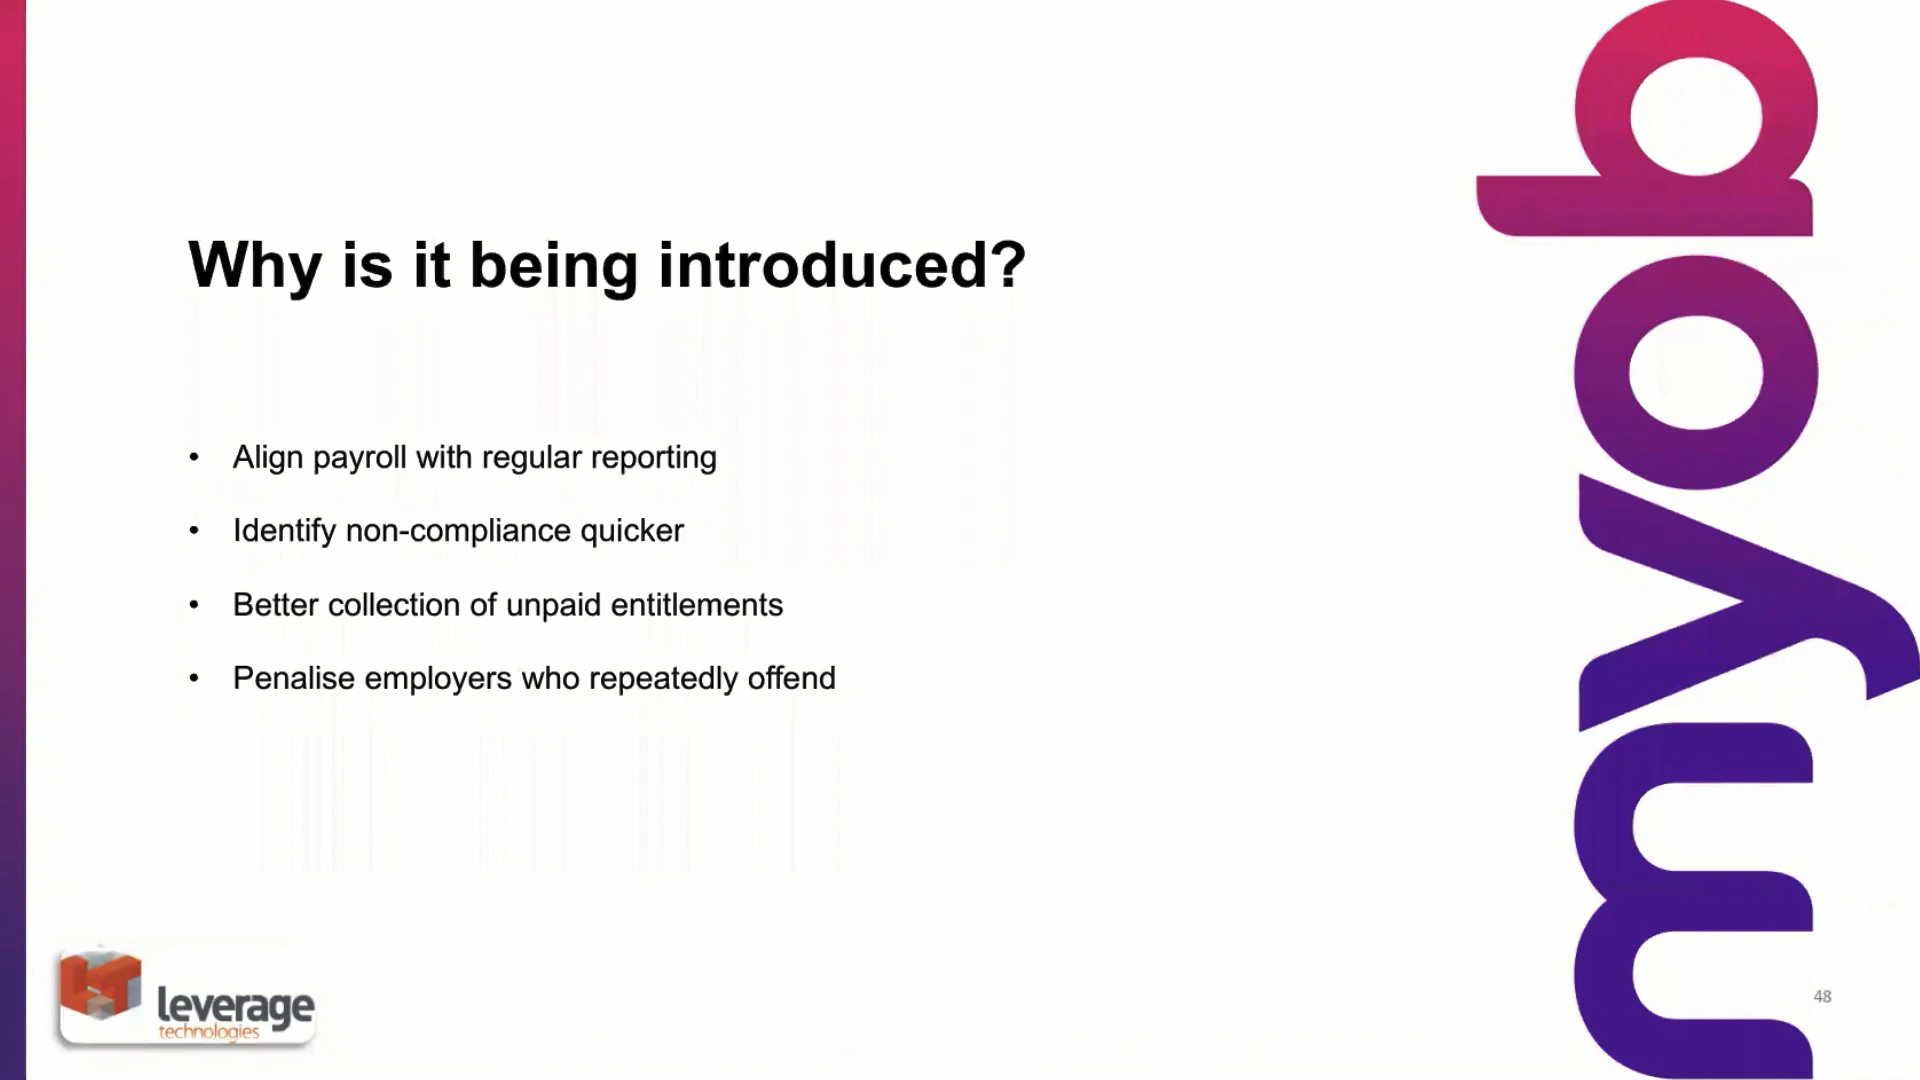 Why is it being introduced?
• Align payroll with regular reporting
• Identify non-compliance quicker
• Better collection of unpaid entitlements
• Penalise employers who repeatedly offend
myob
LT
leverage
technologies
48